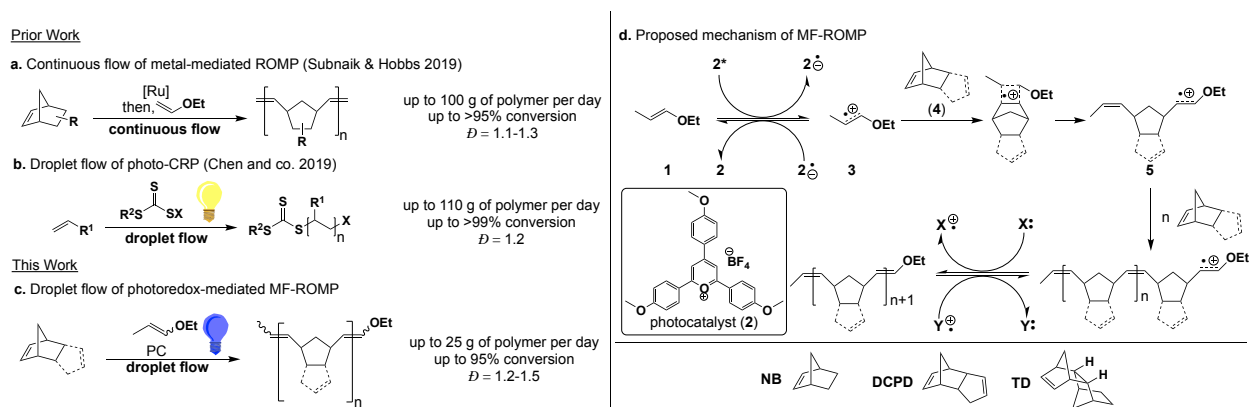 Prior Work
a. Continuous flow of metal-mediated ROMP (Subnaik & Hobbs 2019)
[Ru]
then, OEt
continuous flow
R
R
n
up to 100 g of polymer per day
up to >95% conversion
Đ = 1.1-1.3
b. Droplet flow of photo-CRP (Chen and co. 2019)
R1
S
R2S SX
droplet flow
S
R2S S
R1
X
n
up to 110 g of polymer per day
up to >99% conversion
Đ = 1.2
This Work
c. Droplet flow of photoredox-mediated MF-ROMP
OEt
PC
droplet flow
OEt
n
up to 25 g of polymer per day
up to 95% conversion
Đ = 1.2-1.5
d. Proposed mechanism of MF-ROMP
2* 2•⊖
OEt
OEt
(4)
OEt
OEt
1 2 2•⊖ 3 5
O
BF4
⊖
O
O
O
⊕
photocatalyst (2)
n
X•⊕ X:
OEt
n+1
Y•⊕ Y:
OEt
n
NB DCPD TD
H
H